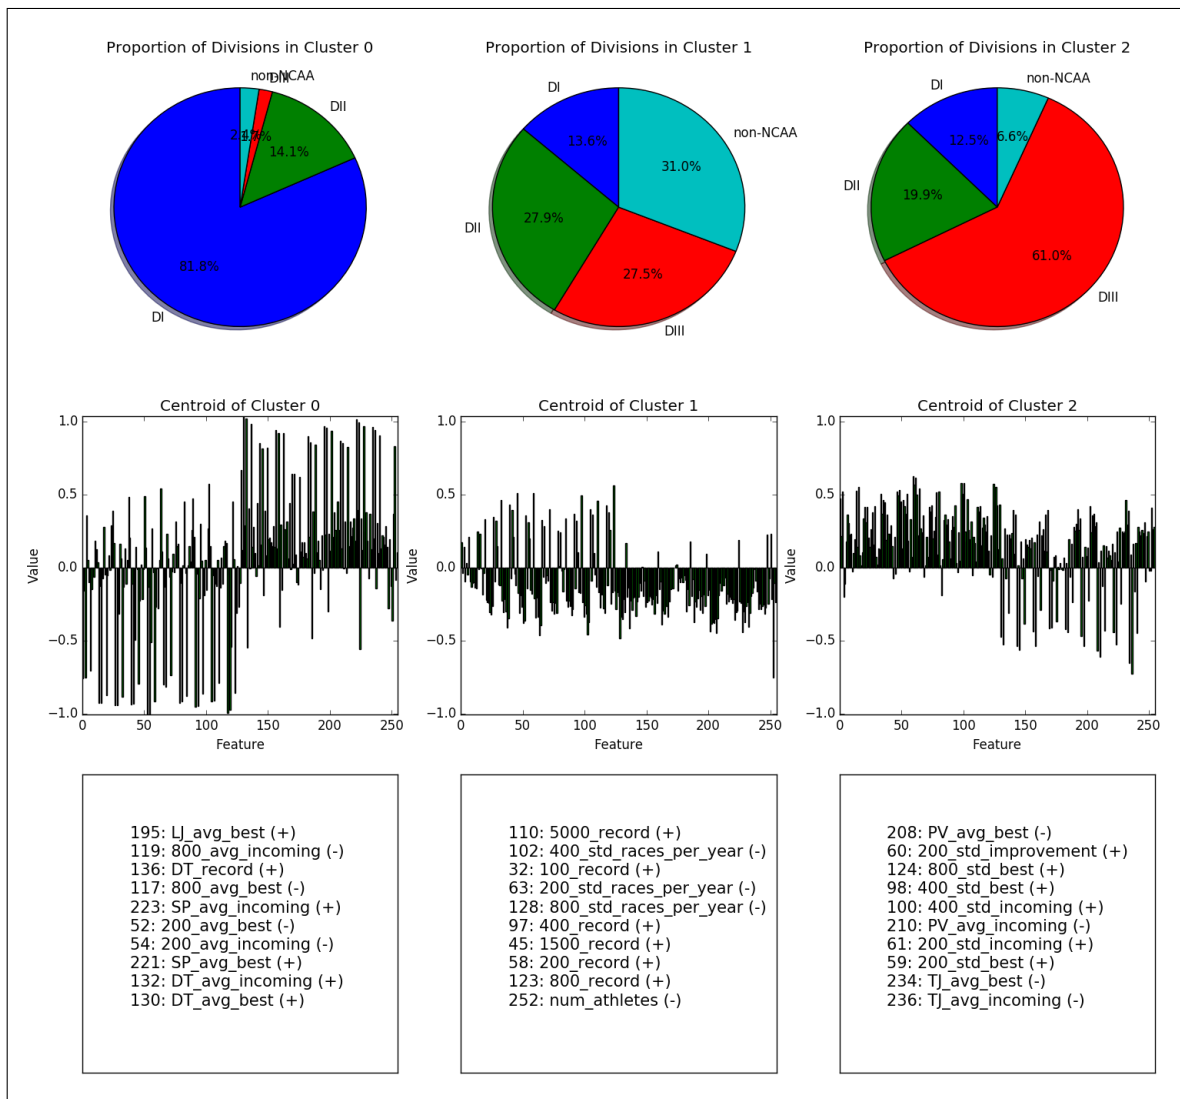 Proportion of Divisions in Cluster 0
Proportion of Divisions in Cluster 1
Proportion of Divisions in Cluster 2
non-NCAA
DIII
DII
DI
2.4%
1.7%
14.1%
81.8%
DI
non-NCAA
DII
DIII
13.6%
31.0%
27.9%
27.5%
non-NCAA
DI
DII
DIII
12.5%
6.6%
19.9%
61.0%
Centroid of Cluster 0
1.0
0.5
0.0
−0.5
−1.0
Value
0 50 100 150 200 250
Feature
Centroid of Cluster 1
1.0
0.5
0.0
−0.5
−1.0
Value
0 50 100 150 200 250
Feature
Centroid of Cluster 2
1.0
0.5
0.0
−0.5
−1.0
Value
0 50 100 150 200 250
Feature
195: LJ_avg_best (+)
119: 800_avg_incoming (-)
136: DT_record (+)
117: 800_avg_best (-)
223: SP_avg_incoming (+)
52: 200_avg_best (-)
54: 200_avg_incoming (-)
221: SP_avg_best (+)
132: DT_avg_incoming (+)
130: DT_avg_best (+)
110: 5000_record (+)
102: 400_std_races_per_year (-)
32: 100_record (+)
63: 200_std_races_per_year (-)
128: 800_std_races_per_year (-)
97: 400_record (+)
45: 1500_record (+)
58: 200_record (+)
123: 800_record (+)
252: num_athletes (-)
208: PV_avg_best (-)
60: 200_std_improvement (+)
124: 800_std_best (+)
98: 400_std_best (+)
100: 400_std_incoming (+)
210: PV_avg_incoming (-)
61: 200_std_incoming (+)
59: 200_std_best (+)
234: TJ_avg_best (-)
236: TJ_avg_incoming (-)